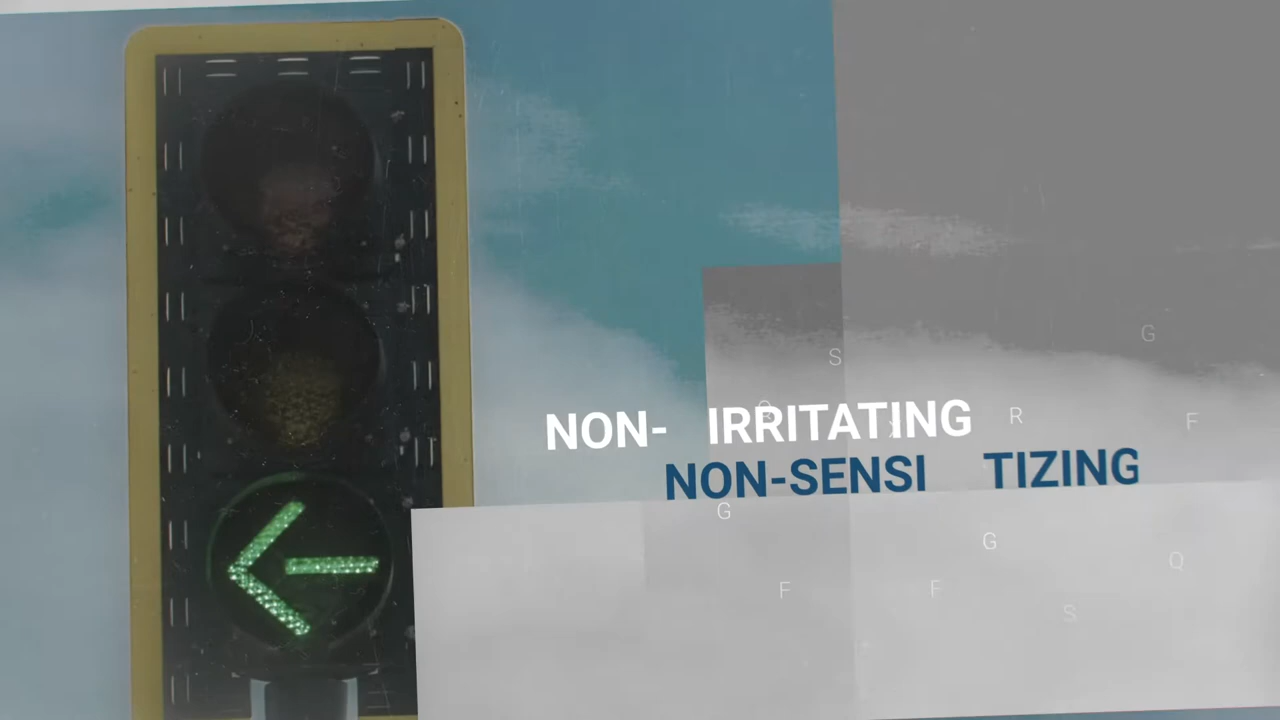 G
S
Q
NON- IRRITATING
R
F
NON-SENSI TIZING
G
G
Q
F
F
S